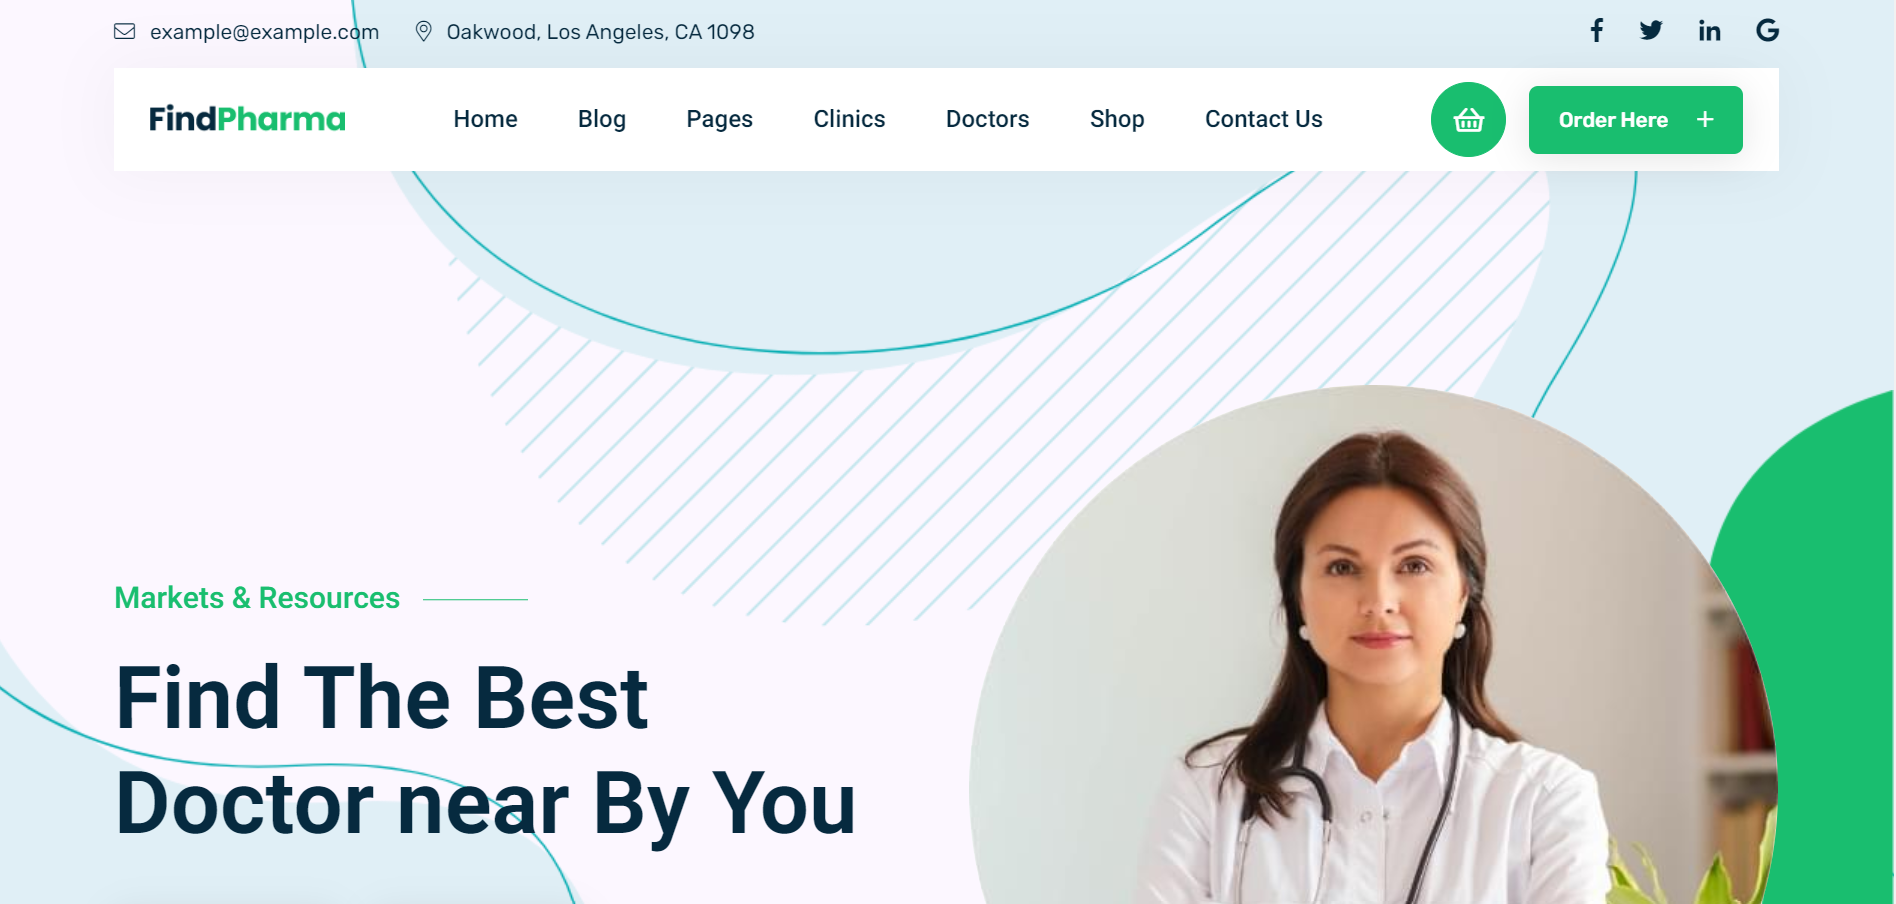 example@example.com Oakwood, Los Angeles, CA 1098
FindPharma Home Blog Pages Clinics Doctors Shop Contact Us Order Here +
Markets & Resources
Find The Best
Doctor near By You